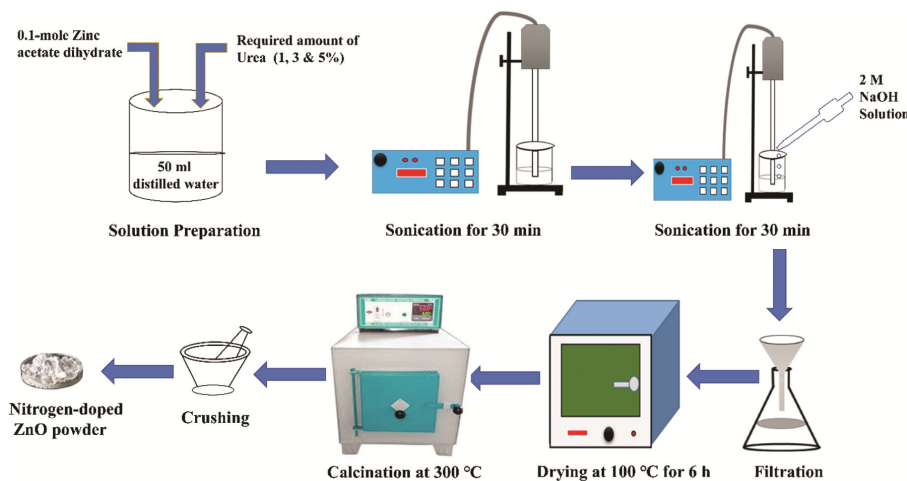 0.1-mole Zinc
acetate dihydrate
Required amount of
Urea (1, 3 & 5%)
50 ml
distilled water
2 M
NaOH
Solution
Solution Preparation
Sonication for 30 min
Sonication for 30 min
Nitrogen-doped
ZnO powder
Crushing
Calcination at 300 °C
Drying at 100 °C for 6 h
Filtration